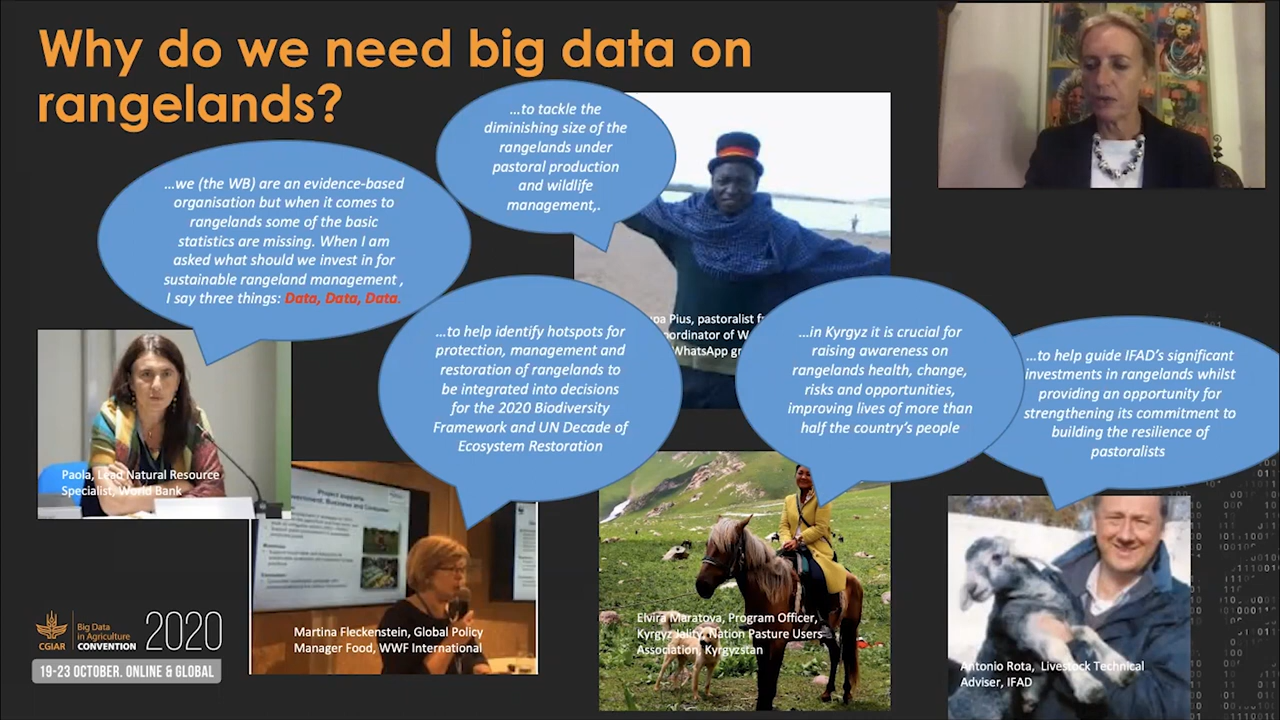 Why do we need big data on
rangelands?
…to tackle the
diminishing size of the
rangelands under
pastoral production
and wildlife
management,.
…we (the WB) are an evidence-based
organisation but when it comes to
rangelands some of the basic
statistics are missing. When I am
asked what should we invest in for
sustainable rangeland management ,
I say three things: Data, Data, Data.
…to help identify hotspots for
protection, management and
restoration of rangelands to
be integrated into decisions
for the 2020 Biodiversity
Framework and UN Decade of
Ecosystem Restoration
Pius, pastoralist
WhatsApp
…in Kyrgyz it is crucial for
raising awareness on
rangelands health, change,
risks and opportunities,
improving lives of more than
half the country's people
…to help guide IFAD's significant
investments in rangelands whilst
providing an opportunity for
strengthening its commitment to
building the resilience of
pastoralists
Paola, Lead Natural Resource
Specialist, World Bank
Project supports
Government, Business and Consumer
Martina Fleckenstein, Global Policy
Manager Food, WWF International
Elvira Maratova, Program Officer,
Kyrgyz Jaiity, Nation Pasture Users
Association, Kyrgyzstan
Antonio Rota, Livestock Technical
Adviser, IFAD
CGIAR
Big Data
in Agriculture
CONVENTION
2020
19-23 OCTOBER. ONLINE & GLOBAL